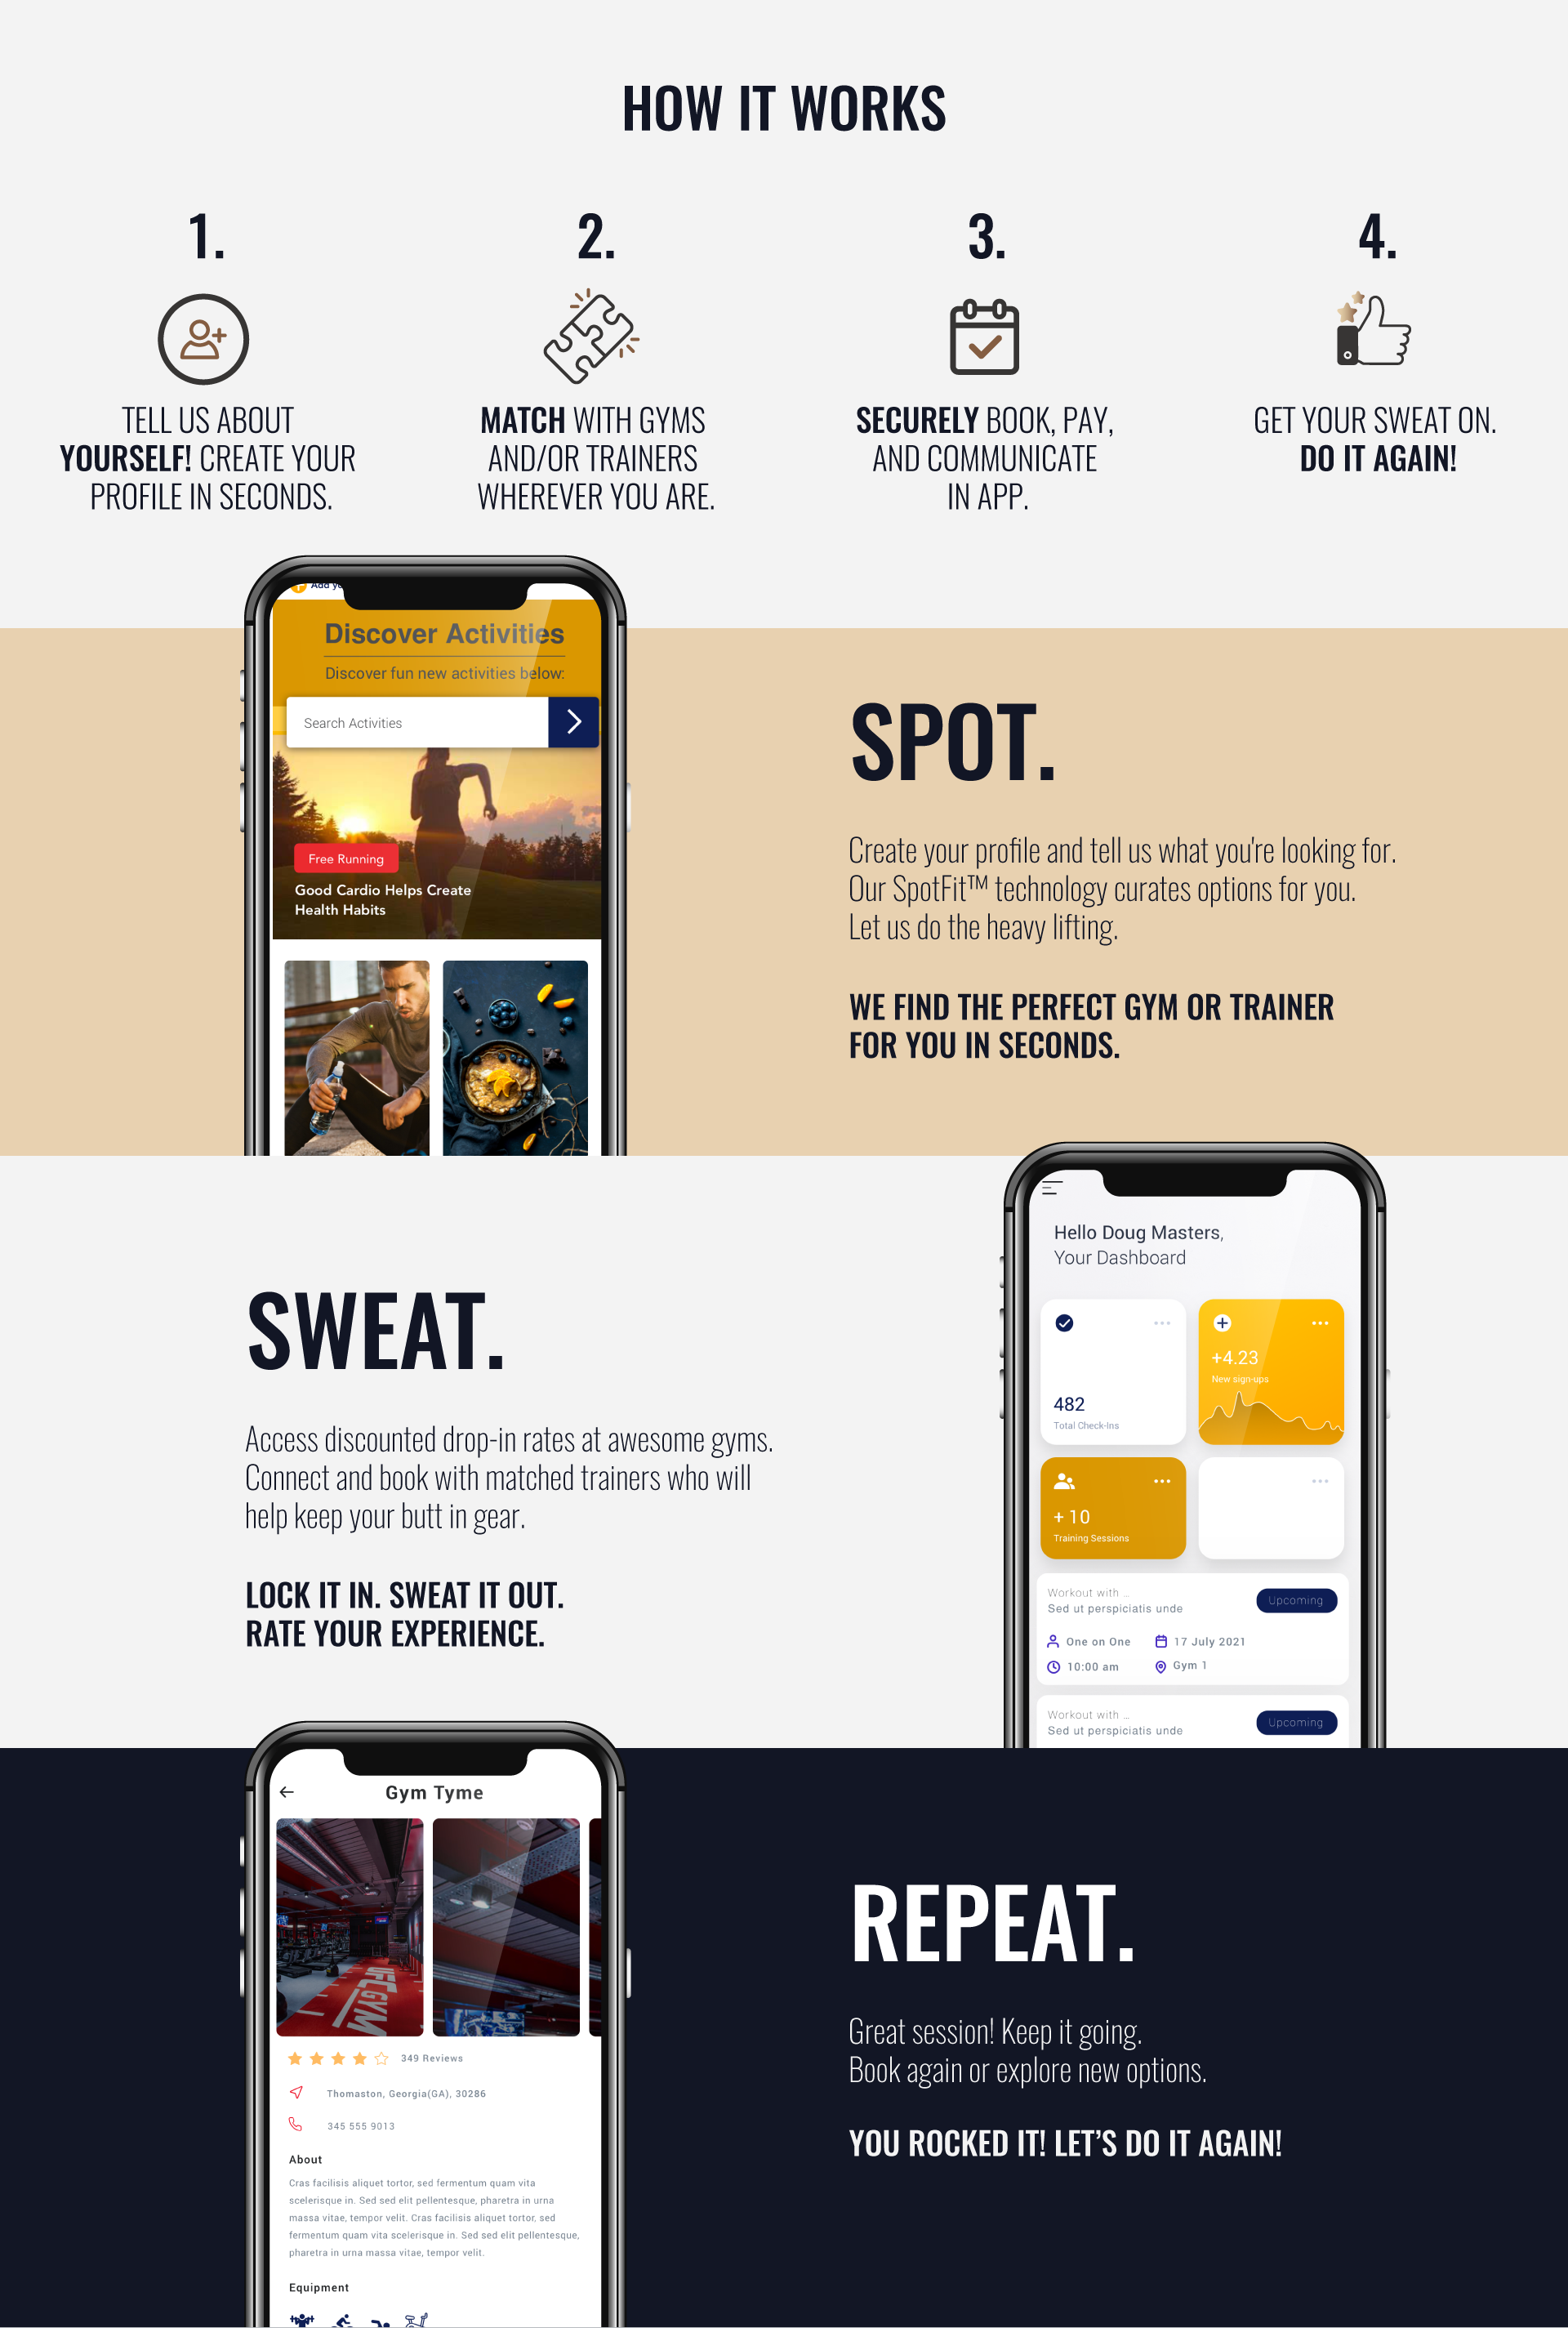 HOW IT WORKS
1.
TELL US ABOUT
YOURSELF! CREATE YOUR
PROFILE IN SECONDS.
2.
MATCH WITH GYMS
AND/OR TRAINERS
WHEREVER YOU ARE.
3.
SECURELY BOOK, PAY,
AND COMMUNICATE
IN APP.
4.
GET YOUR SWEAT ON.
DO IT AGAIN!
Discover Activities
Discover fun new activities below:
Search Activities
Free Running
Good Cardio Helps Create
Health Habits
SPOT.
Create your profile and tell us what you're looking for.
Our SpotFit™ technology curates options for you.
Let us do the heavy lifting.
WE FIND THE PERFECT GYM OR TRAINER
FOR YOU IN SECONDS.
SWEAT.
Access discounted drop-in rates at awesome gyms.
Connect and book with matched trainers who will
help keep your butt in gear.
LOCK IT IN. SWEAT IT OUT.
RATE YOUR EXPERIENCE.
Hello Doug Masters,
Your Dashboard
482
Total Check-Ins
+4.23
New sign-ups
+ 10
Training Sessions
Workout with ...
Sed ut perspiciatis unde
Upcoming
One on One
17 July 2021
10:00 am
Gym 1
Workout with ...
Sed ut perspiciatis unde
Upcoming
Gym Tyme
UFC GYM
349 Reviews
Thomaston, Georgia(GA), 30286
345 555 9013
About
Cras facilisis aliquet tortor, sed fermentum quam vita
scelerisque in. Sed sed elit pellentesque, pharetra in urna
massa vitae, tempor velit. Cras facilisis aliquet tortor, sed
fermentum quam vita scelerisque in. Sed sed elit pellentesque,
pharetra in urna massa vitae, tempor velit.
Equipment
REPEAT.
Great session! Keep it going.
Book again or explore new options.
YOU ROCKED IT! LET’S DO IT AGAIN!